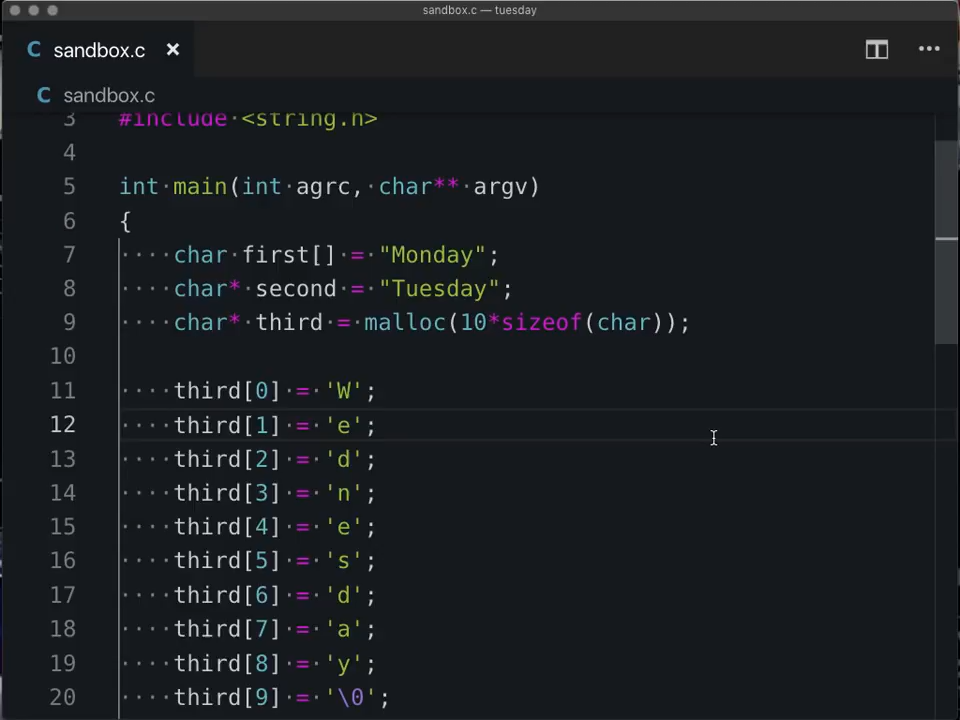 sandbox.c — tuesday
C sandbox.c ×
C sandbox.c
3 #include <string.h>
4
5 int main(int agrc, char** argv)
6 {
7 char first[] = "Monday";
8 char* second = "Tuesday";
9 char* third = malloc(10*sizeof(char));
10
11 third[0] = 'W';
12 third[1] = 'e';
13 third[2] = 'd';
14 third[3] = 'n';
15 third[4] = 'e';
16 third[5] = 's';
17 third[6] = 'd';
18 third[7] = 'a';
19 third[8] = 'y';
20 third[9] = '\0';